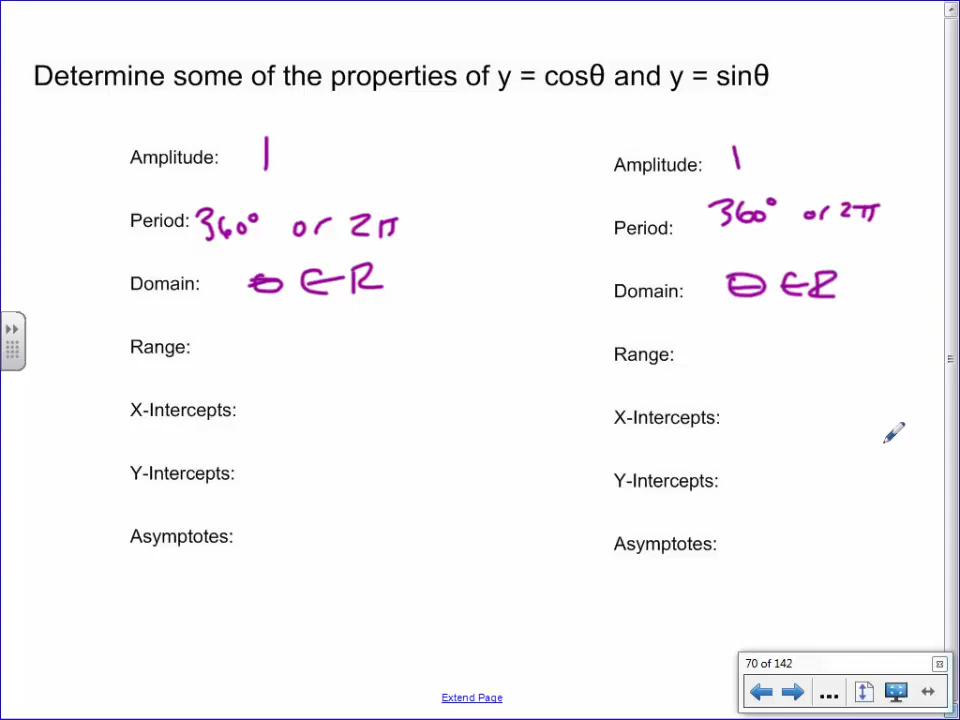 Determine some of the properties of y = cosθ and y = sinθ
Amplitude: 1
Period: 360° or 2π
Domain: θ ∈ R
Range:
X-Intercepts:
Y-Intercepts:
Asymptotes:
Amplitude: 1
Period: 360° or 2π
Domain: θ ∈ R
Range:
X-Intercepts:
Y-Intercepts:
Asymptotes:
70 of 142
Extend Page